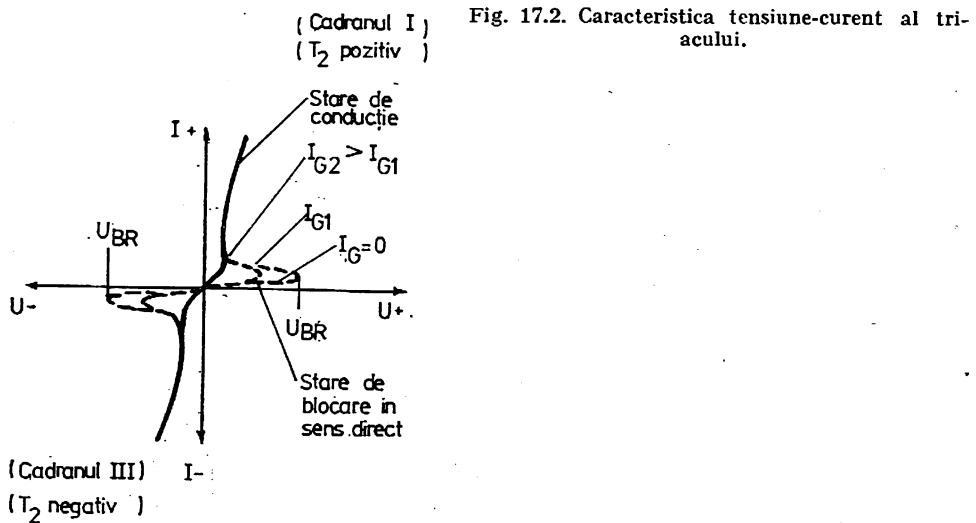 Fig. 17.2. Caracteristica tensiune-curent al tri-
acului.
(Cadranul I)
(T2 pozitiv)
Stare de
conducție
I+
IG2 > IG1
IG1
IG=0
UBR
U-
U+
UBR
Stare de
blocare in
sens direct
(Cadranul III)
I-
(T2 negativ)